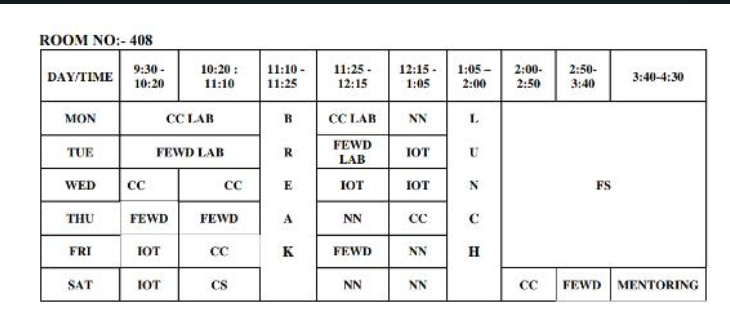 ROOM NO:- 408
DAY/TIME 9:30 - 10:20 10:20 : 11:10 11:10 - 11:25 11:25 - 12:15 12:15 - 1:05 1:05 – 2:00 2:00- 2:50 2:50- 3:40 3:40-4:30
MON CC LAB B CC LAB NN L
TUE FEWD LAB R FEWD LAB IOT U
WED CC CC E IOT IOT N FS
THU FEWD FEWD A NN CC C
FRI IOT CC K FEWD NN H
SAT IOT CS NN NN CC FEWD MENTORING